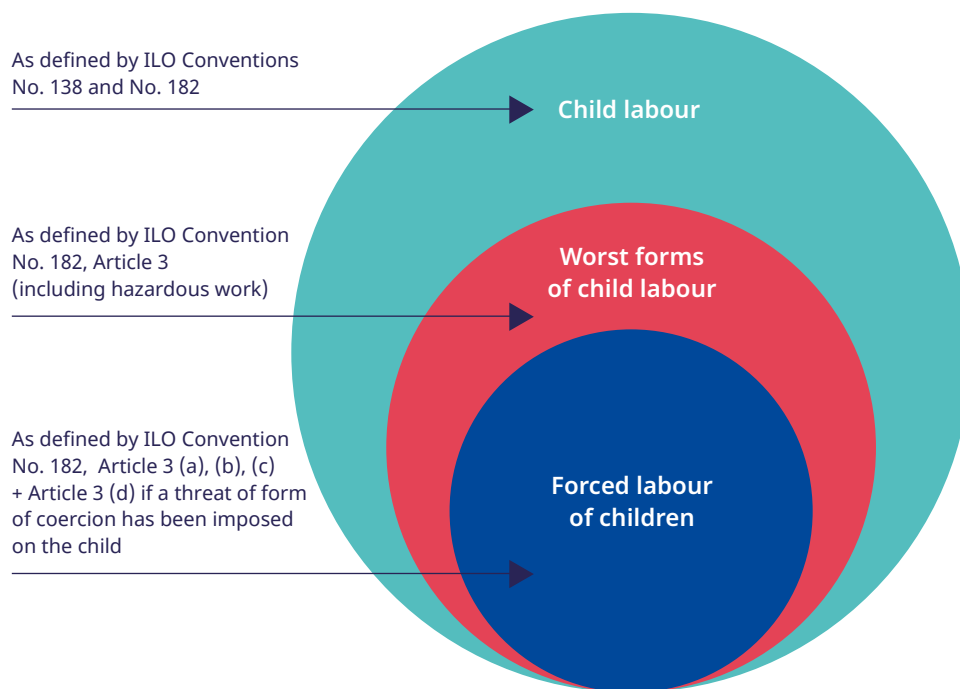 As defined by ILO Conventions
No. 138 and No. 182
Child labour
As defined by ILO Convention
No. 182, Article 3
(including hazardous work)
Worst forms
of child labour
As defined by ILO Convention
No. 182,  Article 3 (a), (b), (c)
+ Article 3 (d) if a threat of form
of coercion has been imposed
on the child
Forced labour
of children